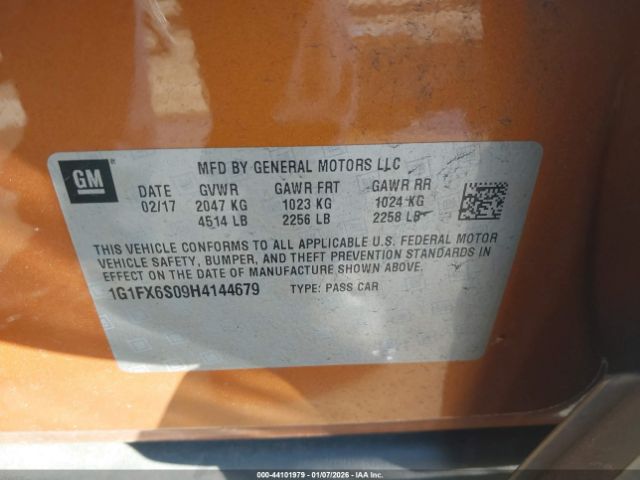 GM
MFD BY GENERAL MOTORS LLC
DATE GVWR GAWR FRT GAWR RR
02/17 2047 KG 1023 KG 1024 KG
4514 LB 2256 LB 2258 LB
THIS VEHICLE CONFORMS TO ALL APPLICABLE U.S. FEDERAL MOTOR
VEHICLE SAFETY, BUMPER, AND THEFT PREVENTION STANDARDS IN
EFFECT ON THE DATE OF MANUFACTURE SHOWN ABOVE.
1G1FX6S09H4144679 TYPE: PASS CAR
000-44101979 | 01/07/2026 - Copart, Inc.